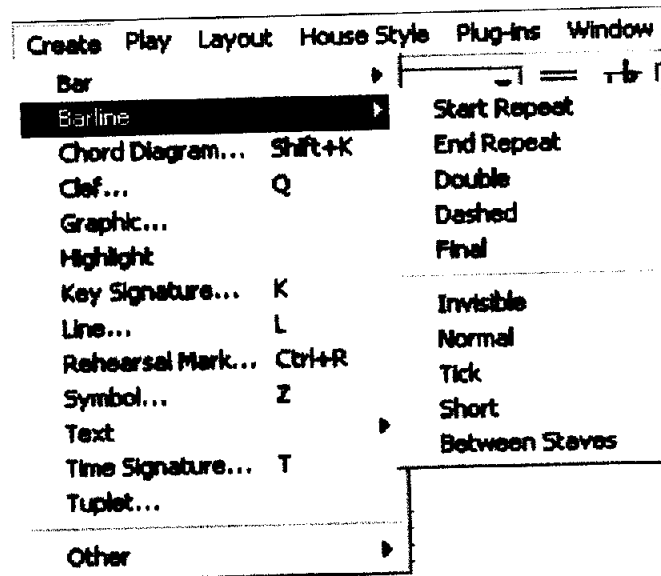 Create Play Layout House Style Plug-ins Window
Bar
Barline
Chord Diagram... Shift+K
Clef... Q
Graphic...
Highlight
Key Signature... K
Line... L
Rehearsal Mark... Ctrl+R
Symbol... Z
Text
Time Signature... T
Tuplet...
Other
Start Repeat
End Repeat
Double
Dashed
Final
Invisible
Normal
Tick
Short
Between Staves